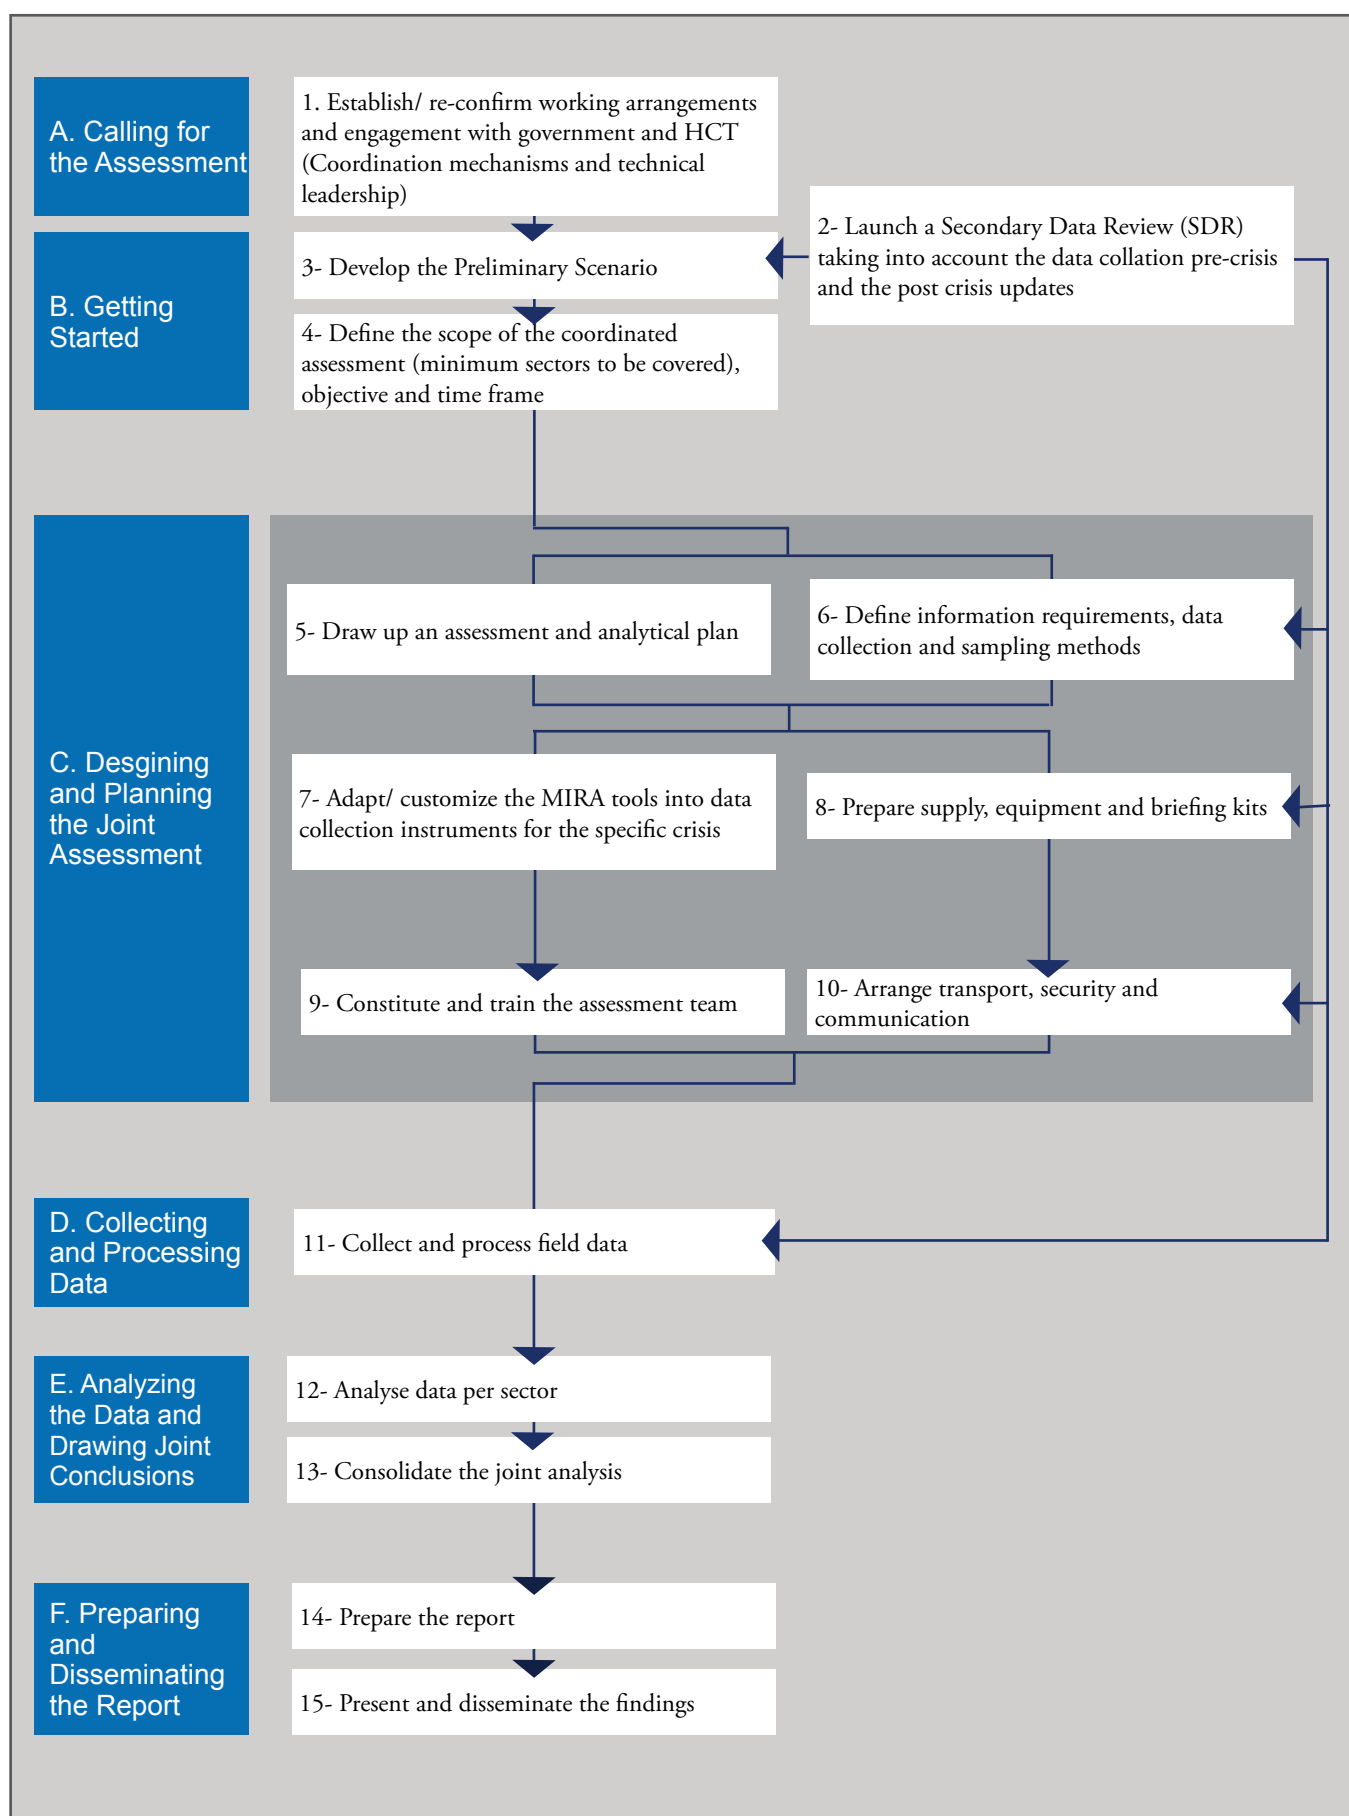 A. Calling for
the Assessment
1. Establish/ re-confirm working arrangements
and engagement with government and HCT
(Coordination mechanisms and technical
leadership)
2- Launch a Secondary Data Review (SDR)
taking into account the data collation pre-crisis
and the post crisis updates
B. Getting
Started
3- Develop the Preliminary Scenario
4- Define the scope of the coordinated
assessment (minimum sectors to be covered),
objective and time frame
C. Desgining
and Planning
the Joint
Assessment
5- Draw up an assessment and analytical plan
6- Define information requirements, data
collection and sampling methods
7- Adapt/ customize the MIRA tools into data
collection instruments for the specific crisis
8- Prepare supply, equipment and briefing kits
9- Constitute and train the assessment team
10- Arrange transport, security and
communication
D. Collecting
and Processing
Data
11- Collect and process field data
E. Analyzing
the Data and
Drawing Joint
Conclusions
12- Analyse data per sector
13- Consolidate the joint analysis
F. Preparing
and
Disseminating
the Report
14- Prepare the report
15- Present and disseminate the findings